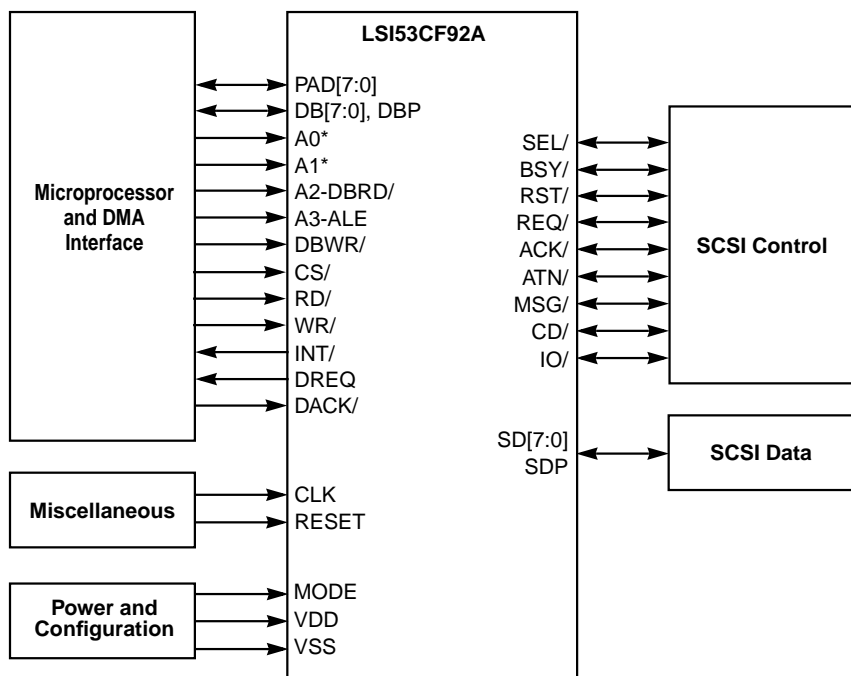 LSI53CF92A
Microprocessor
and DMA
Interface
PAD[7:0]
DB[7:0], DBP
A0*
A1*
A2-DBRD/
A3-ALE
DBWR/
CS/
RD/
WR/
INT/
DREQ
DACK/
SEL/
BSY/
RST/
REQ/
ACK/
ATN/
MSG/
CD/
IO/
SCSI Control
SD[7:0]
SDP
SCSI Data
Miscellaneous
CLK
RESET
Power and
Configuration
MODE
VDD
VSS